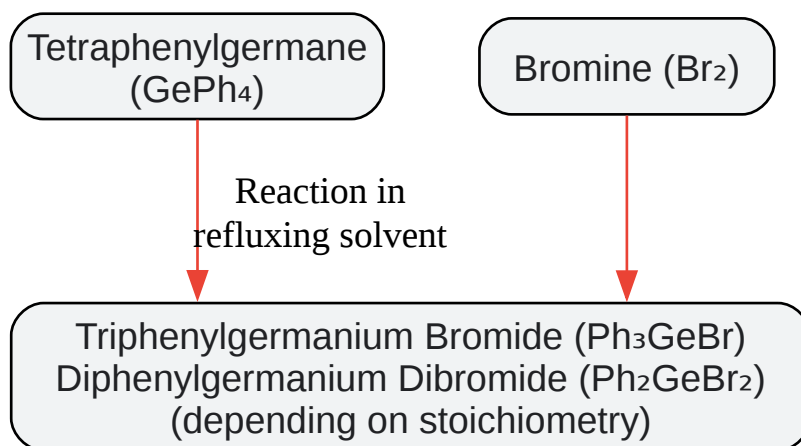 Tetraphenylgermane
(GePh₄)
Bromine (Br₂)
Reaction in
refluxing solvent
Triphenylgermanium Bromide (Ph₃GeBr)
Diphenylgermanium Dibromide (Ph₂GeBr₂)
(depending on stoichiometry)